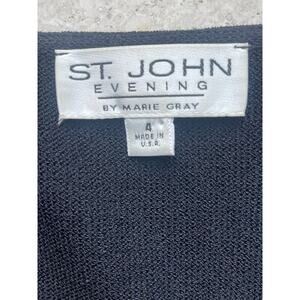 ST. JOHN
EVENING
BY MARIE GRAY
4
MADE IN
U.S.A.